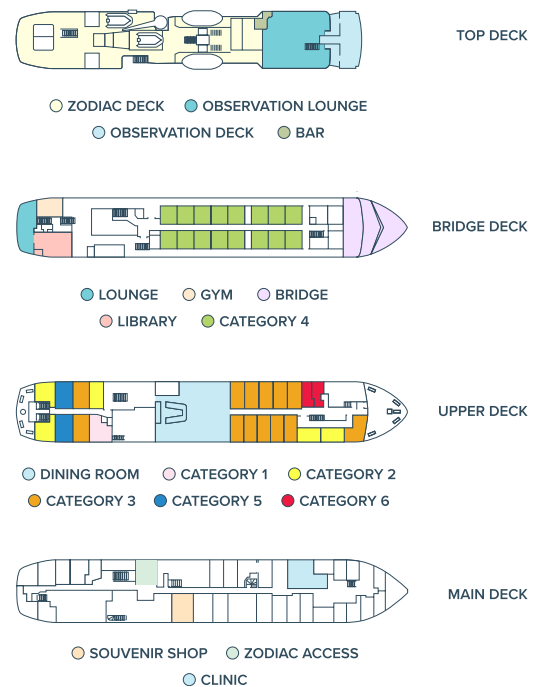 TOP DECK
ZODIAC DECK OBSERVATION LOUNGE
OBSERVATION DECK BAR
BRIDGE DECK
LOUNGE GYM BRIDGE
LIBRARY CATEGORY 4
UPPER DECK
DINING ROOM CATEGORY 1 CATEGORY 2
CATEGORY 3 CATEGORY 5 CATEGORY 6
MAIN DECK
SOUVENIR SHOP ZODIAC ACCESS
CLINIC